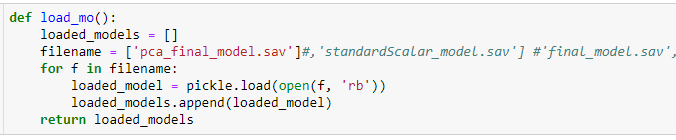 def load_mo():
    loaded_models = []
    filename = ['pca_final_model.sav']#,'standardScalar_model.sav'] #'final_model.sav',
    for f in filename:
        loaded_model = pickle.load(open(f, 'rb'))
        loaded_models.append(loaded_model)
    return loaded_models